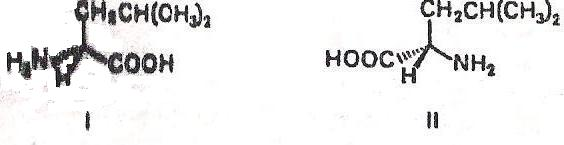 CH₂CH(CH₃)₂ CH₂CH(CH₃)₂
H₂N H COOH HOOC H NH₂
I II